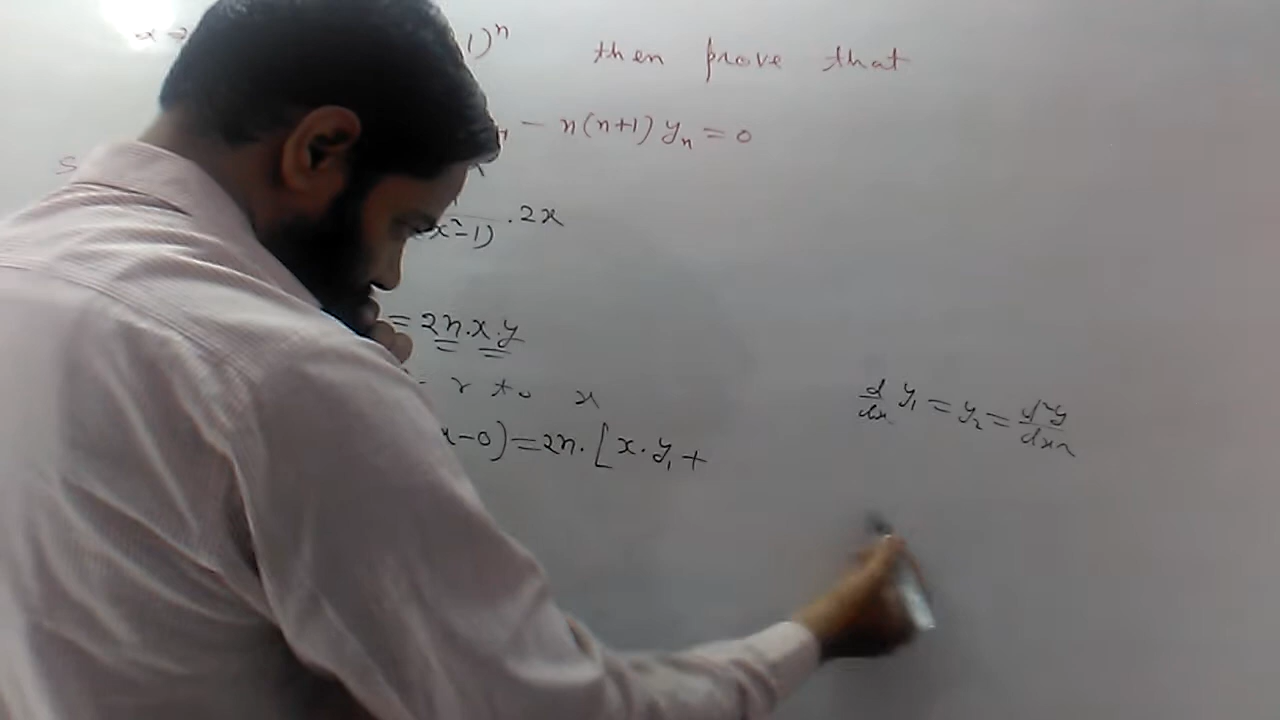 1)ⁿ then prove that
− n(n+1) yₙ = 0
S
x²−1) . 2x
= 2n.x.y
r to x
x−0) = 2n. [x. y₁ +
d/dx y₁ = y₂ = d²y/dx²